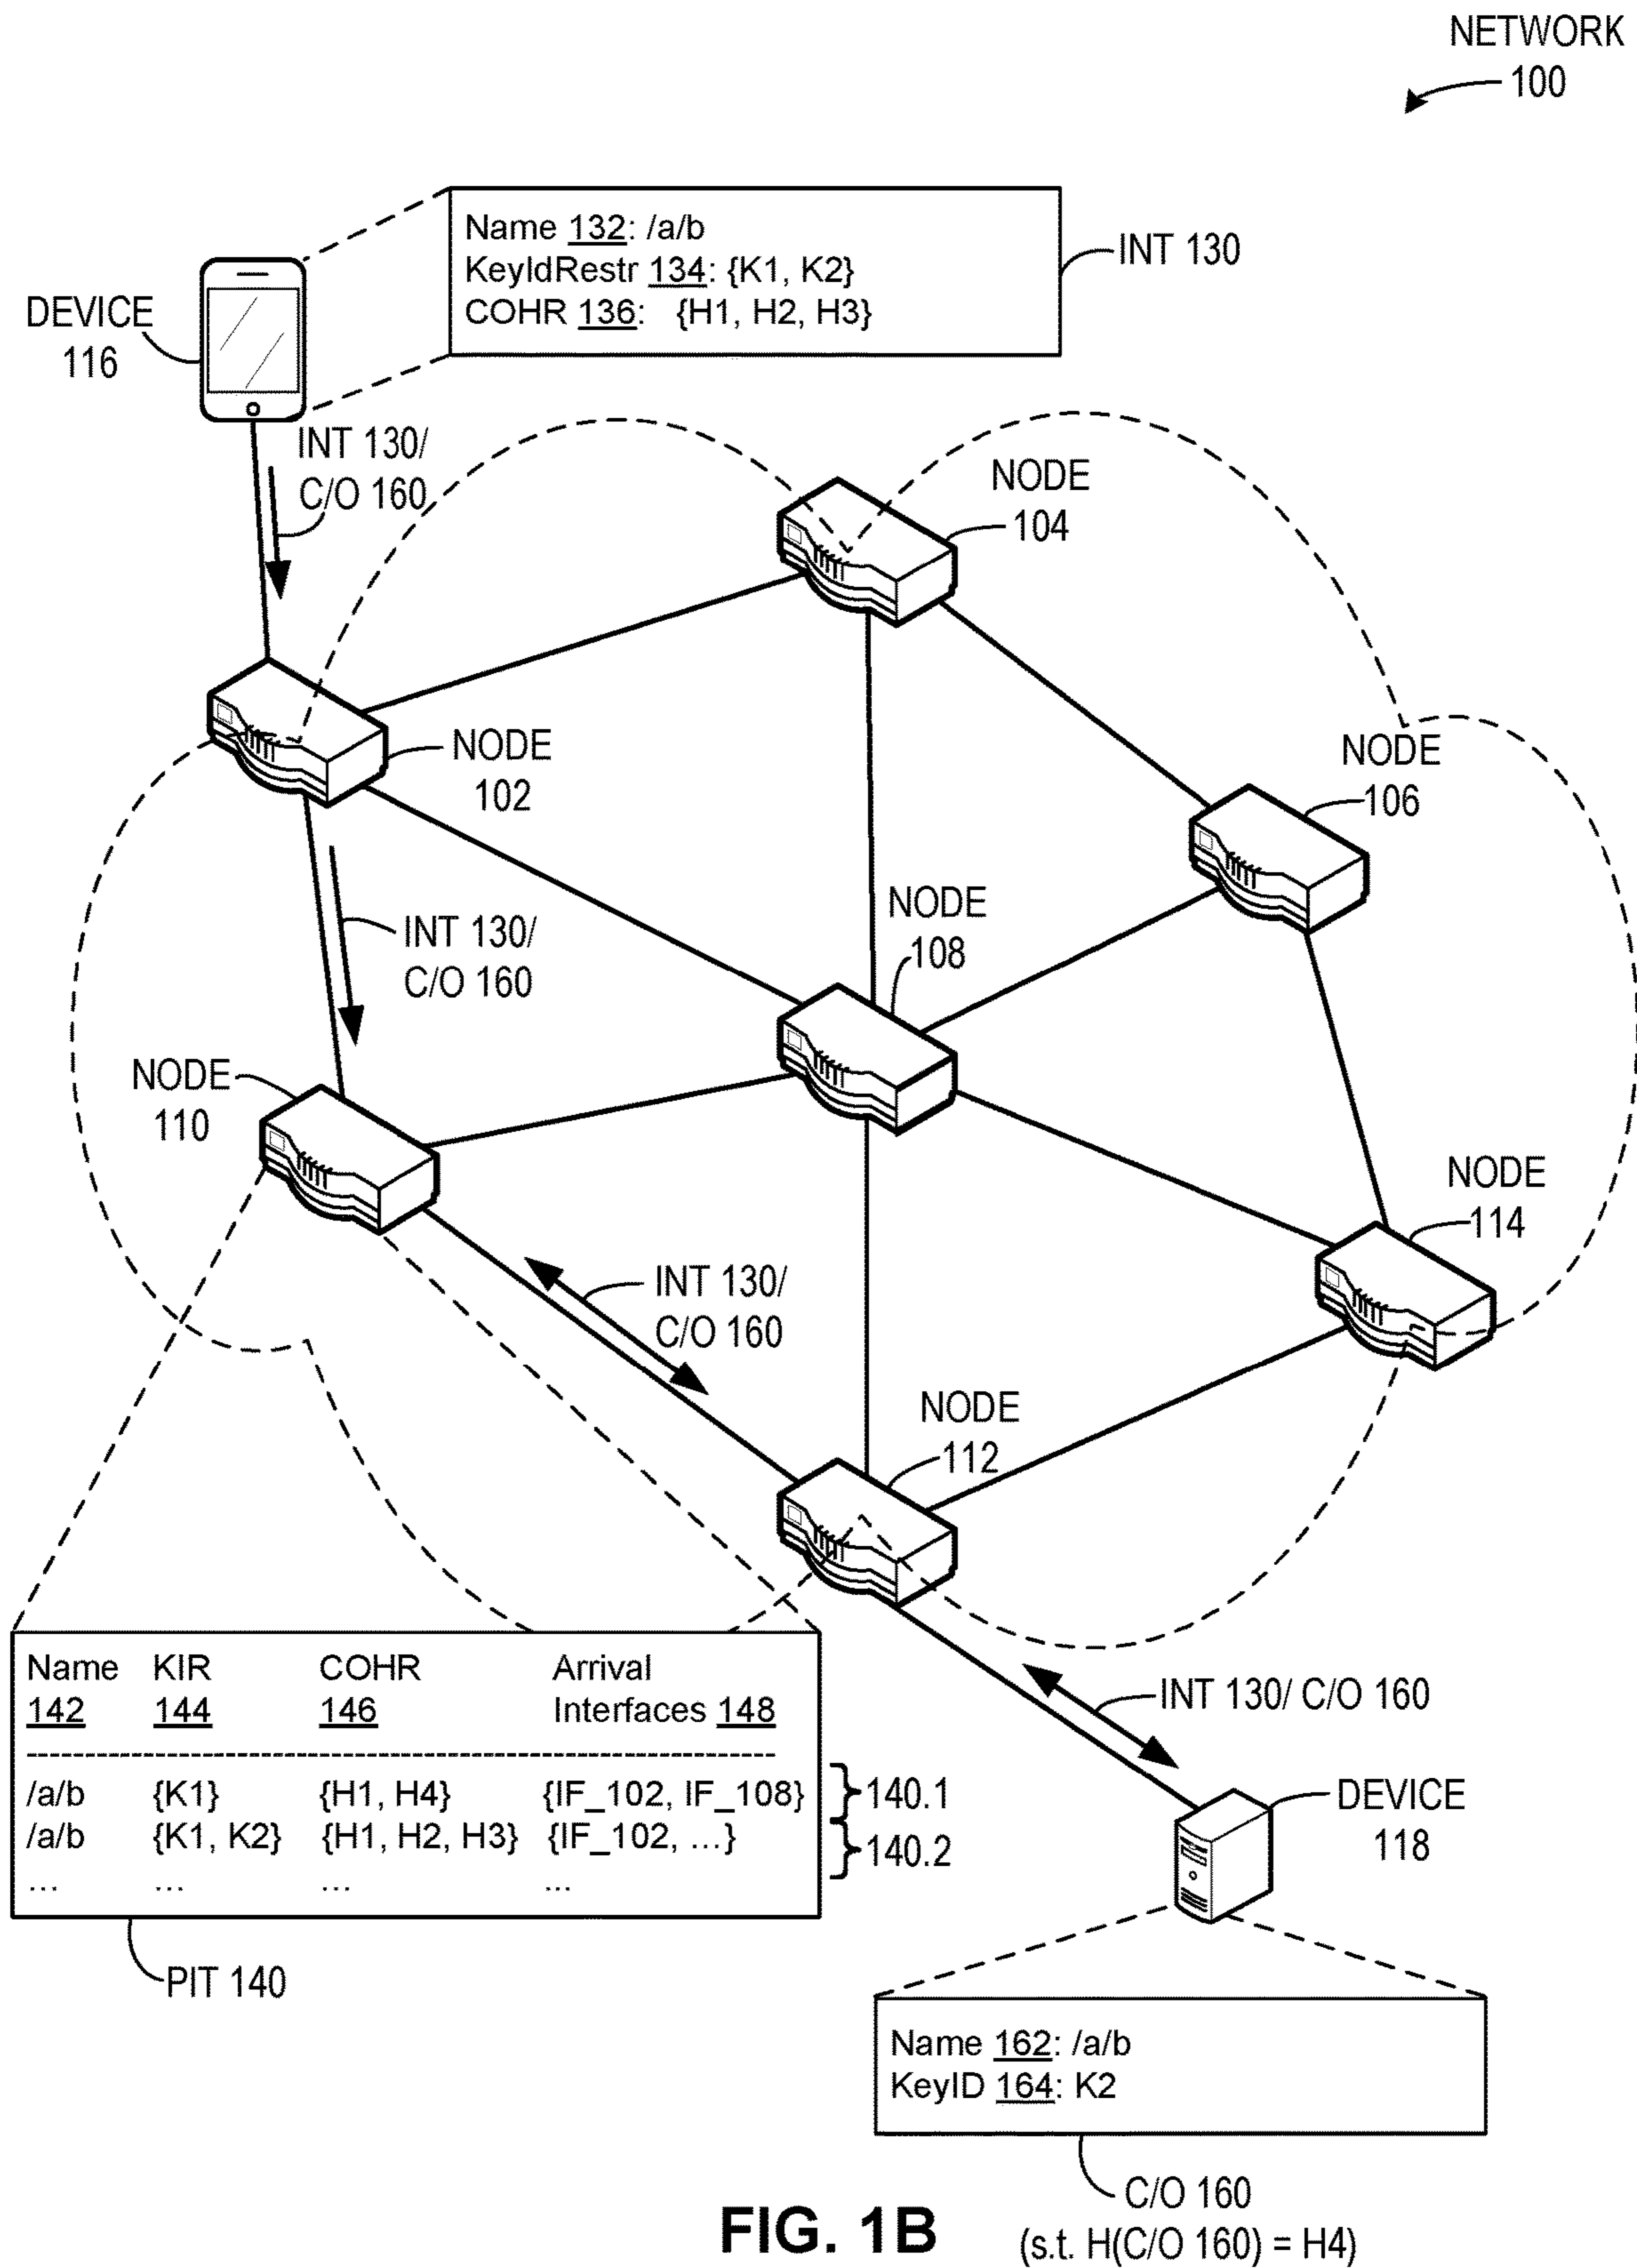 NETWORK
100
Name 132: /a/b
KeyIdRestr 134: {K1, K2}
COHR 136: {H1, H2, H3}
INT 130
DEVICE
116
INT 130/
C/O 160
NODE
104
NODE
102
NODE
106
NODE
108
INT 130/
C/O 160
NODE
110
NODE
114
INT 130/
C/O 160
NODE
112
Name KIR COHR Arrival
142 144 146 Interfaces 148
/a/b {K1} {H1, H4} {IF_102, IF_108} 140.1
/a/b {K1, K2} {H1, H2, H3} {IF_102, ...} 140.2
... ... ... ...
PIT 140
INT 130/ C/O 160
DEVICE
118
Name 162: /a/b
KeyID 164: K2
C/O 160
(s.t. H(C/O 160) = H4)
FIG. 1B